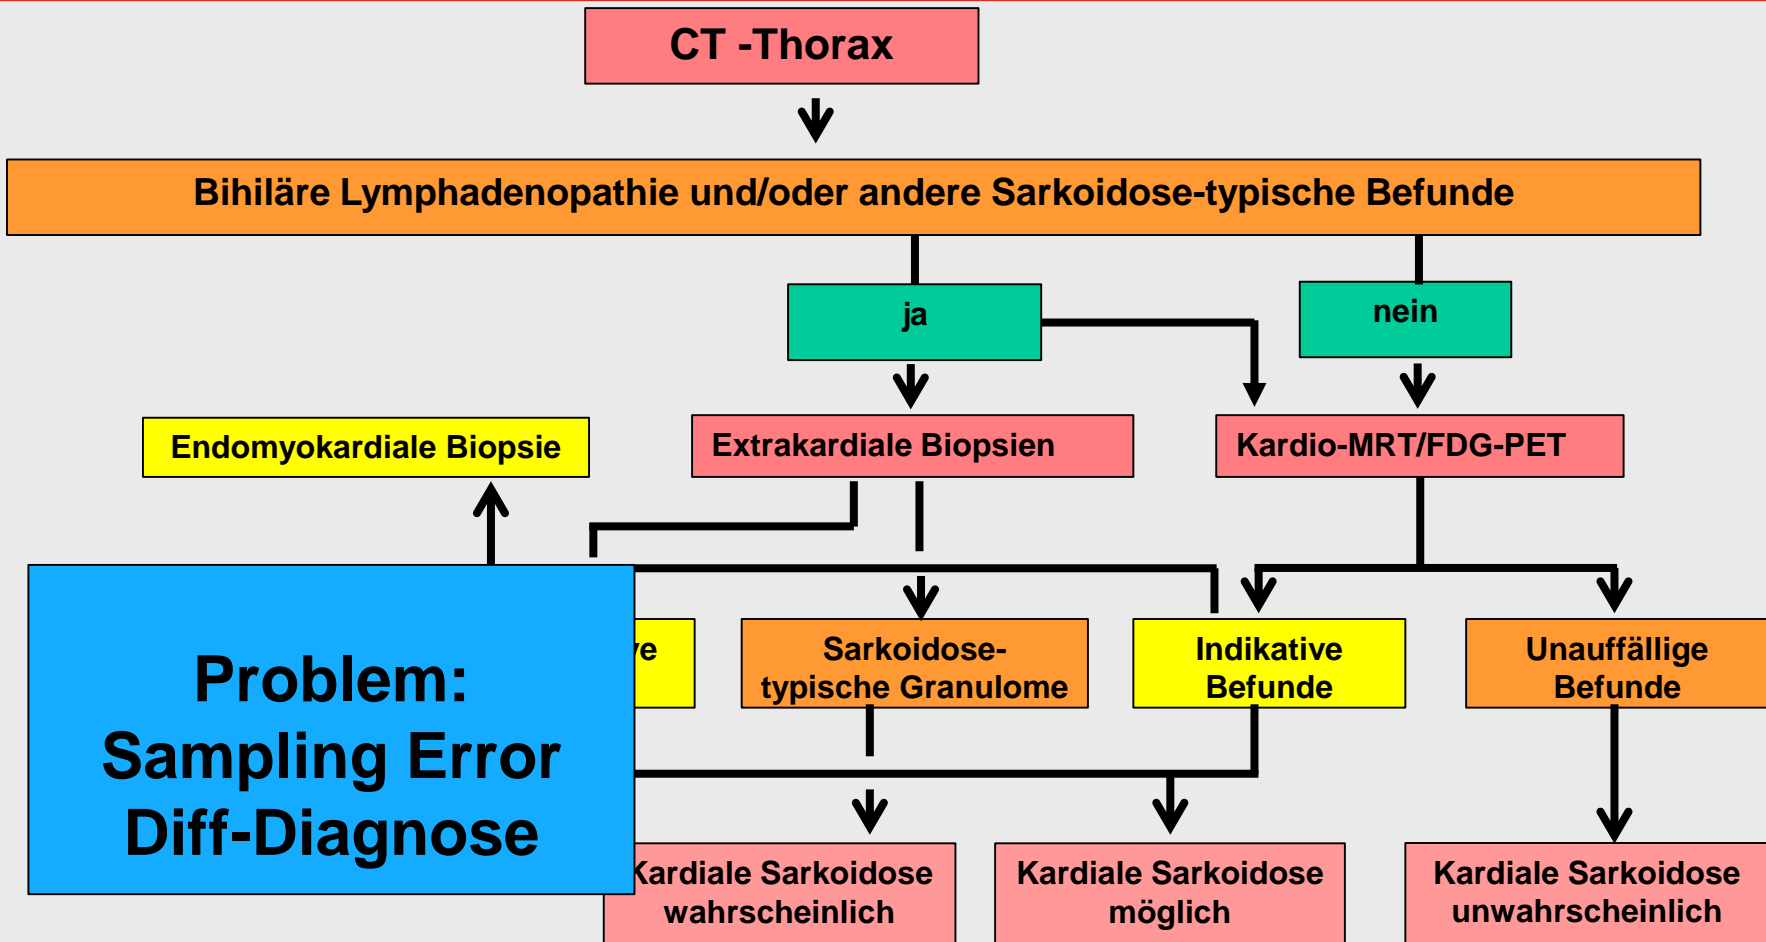 CT -Thorax
Bihiläre Lymphadenopathie und/oder andere Sarkoidose-typische Befunde
ja
nein
Endomyokardiale Biopsie
Extrakardiale Biopsien
Kardio-MRT/FDG-PET
Problem:
Sampling Error
Diff-Diagnose
ve
Sarkoidose-
typische Granulome
Indikative
Befunde
Unauffällige
Befunde
Kardiale Sarkoidose
wahrscheinlich
Kardiale Sarkoidose
möglich
Kardiale Sarkoidose
unwahrscheinlich